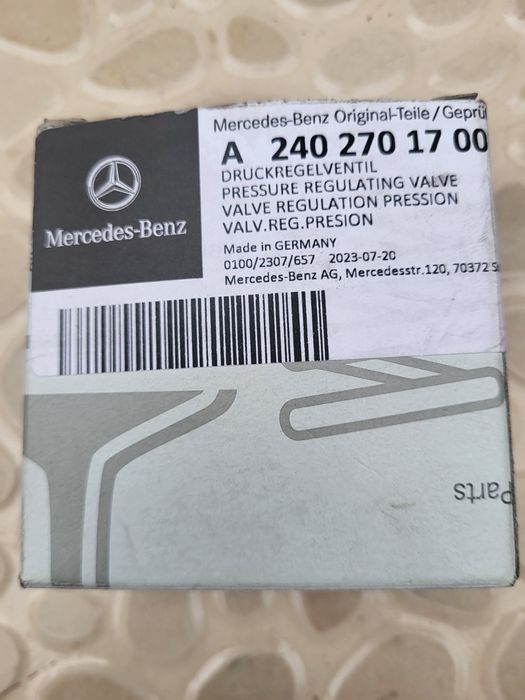 Mercedes-Benz Original-Teile/Geprü
A 240 270 17 00
DRUCKREGELVENTIL
PRESSURE REGULATING VALVE
VALVE REGULATION PRESSION
VALV.REG.PRESION
Mercedes-Benz
Made in GERMANY
0100/2307/657 2023-07-20
Mercedes-Benz AG, Mercedesstr.120, 70372 S
Parts